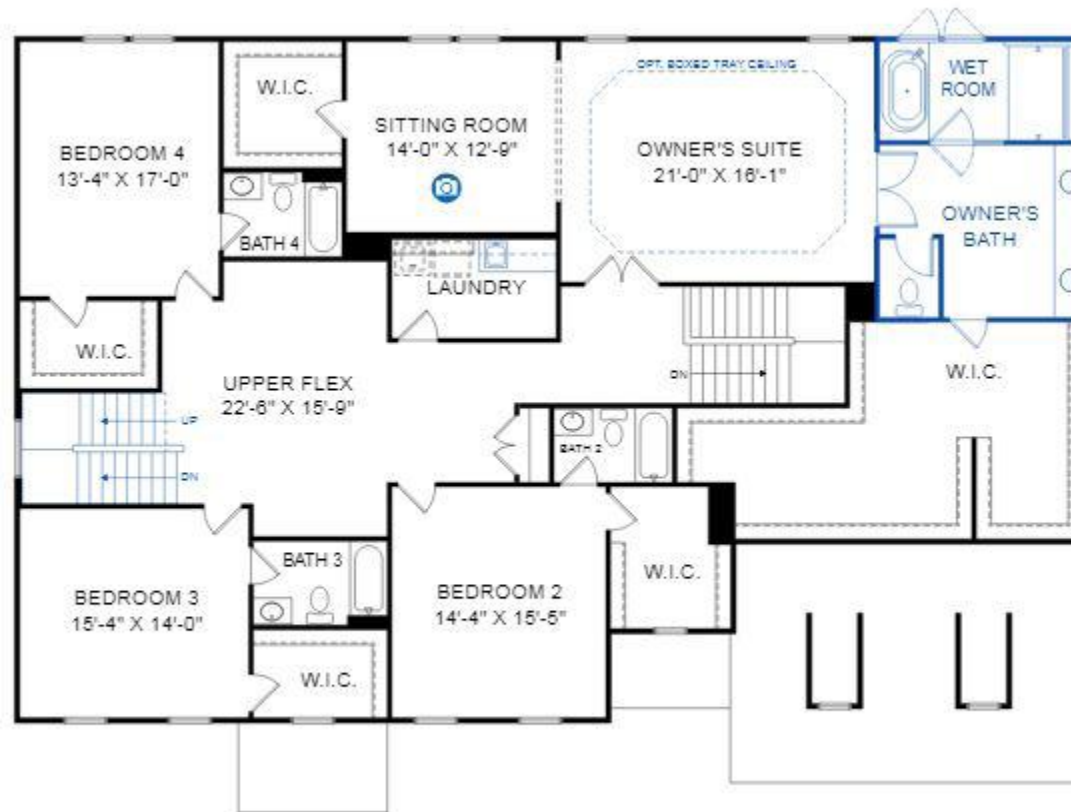 OPT. BOXED TRAY CEILING
WET
ROOM
W.I.C.
SITTING ROOM
14'-0" X 12'-9"
BEDROOM 4
13'-4" X 17'-0"
OWNER'S SUITE
21'-0" X 16'-1"
OWNER'S
BATH
BATH 4
LAUNDRY
W.I.C.
UPPER FLEX
22'-6" X 15'-9"
DN
W.I.C.
UP
DN
BATH 2
BATH 3
W.I.C.
BEDROOM 3
15'-4" X 14'-0"
BEDROOM 2
14'-4" X 15'-5"
W.I.C.